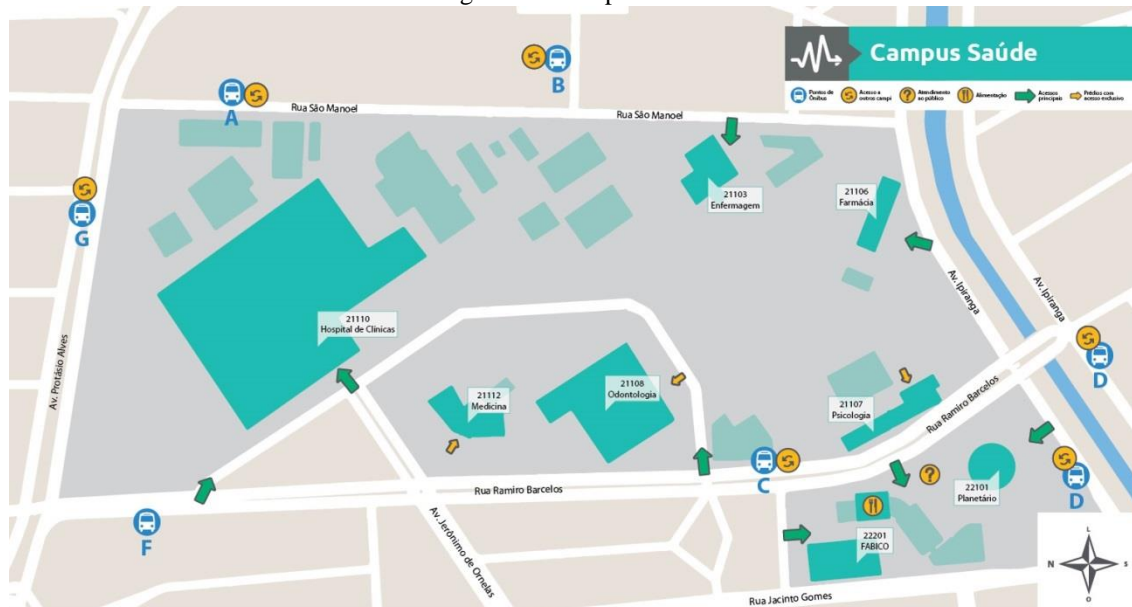 Campus Saúde
Pontos de
Ônibus
Acesso a
outros campi
Atendimento
ao público
Alimentação
Acessos
principais
Prédios com
acesso exclusivo
B
A
Rua São Manoel
Rua São Manoel
21103
Enfermagem
21106
Farmácia
G
Av. Ipiranga
Av. Ipiranga
21110
Hospital de Clínicas
Av. Protásio Alves
D
21108
Odontologia
21112
Medicina
21107
Psicologia
Rua Ramiro Barcelos
C
Rua Ramiro Barcelos
D
22101
Planetário
F
Av. Jerônimo de Ornelas
22201
FABICO
Rua Jacinto Gomes
L
N
S
O